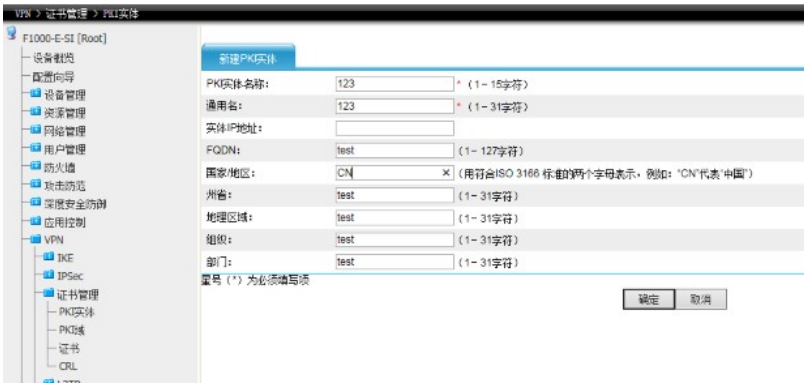 VPN > 证书管理 > PKI实体
F1000-E-SI [Root]
设备概览
配置向导
设备管理
资源管理
网络管理
用户管理
防火墙
攻击防范
深度安全防御
应用控制
VPN
IKE
IPSec
证书管理
PKI实体
PKI域
证书
CRL
L2TP
新建PKI实体
PKI实体名称: 123 * (1-15字符)
通用名: 123 * (1-31字符)
实体IP地址:
FQDN: test (1-127字符)
国家/地区: CN × (用符合ISO 3166 标准的两个字母表示，例如: "CN"代表"中国")
州省: test (1-31字符)
地理区域: test (1-31字符)
组织: test (1-31字符)
部门: test (1-31字符)
星号 (*) 为必须填写项
确定 取消